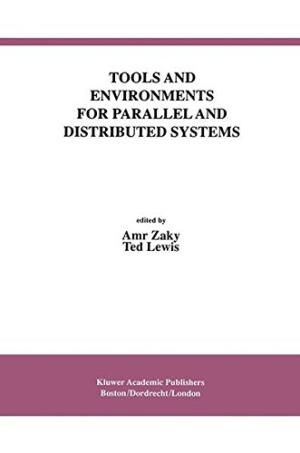 TOOLS AND
ENVIRONMENTS
FOR PARALLEL AND
DISTRIBUTED SYSTEMS
edited by
Amr Zaky
Ted Lewis
Kluwer Academic Publishers
Boston/Dordrecht/London